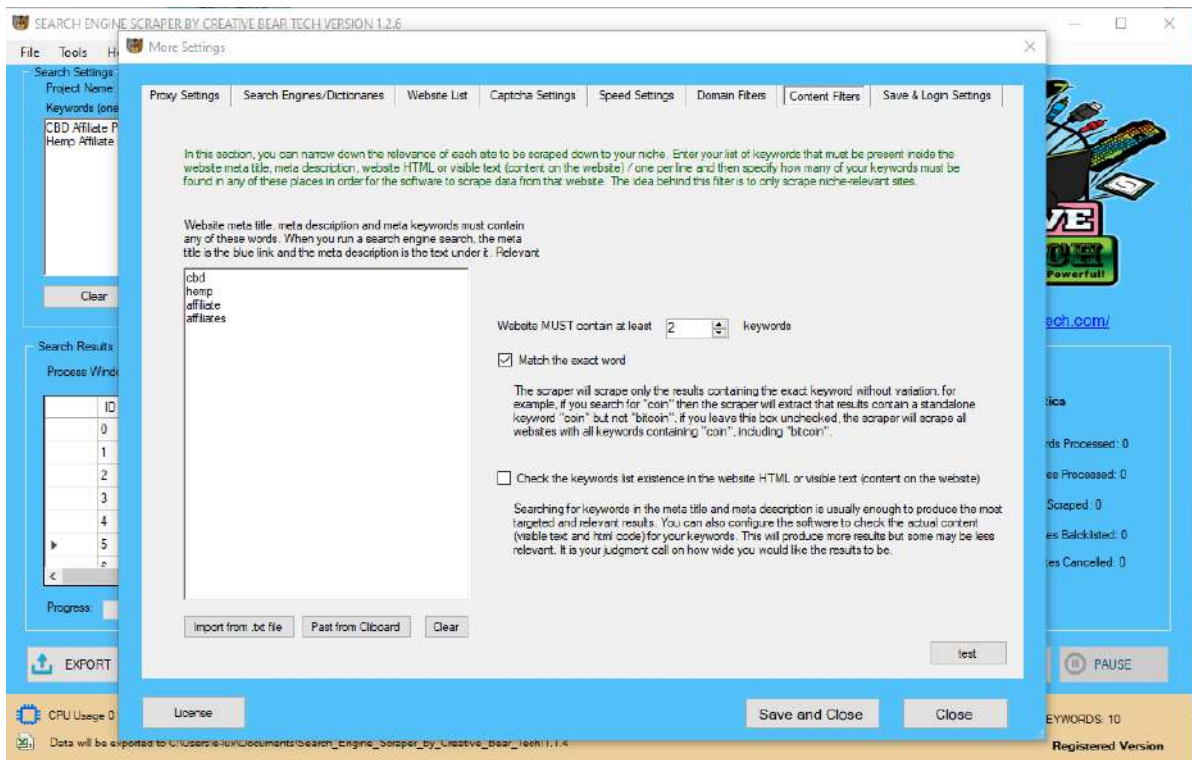 SEARCH ENGINE SCRAPER BY CREATIVE BEAR TECH VERSION 1.2.6
File Tools H
More Settings
Search Settings
Project Name
Keywords (one
CBD Affiliate P
Hemp Affiliate
Clear
Proxy Settings Search Engines/Dictionaries Website List Captcha Settings Speed Settings Domain Filters Content Filters Save & Login Settings
In this section, you can narrow down the relevance of each site to be scraped down to your niche. Enter your list of keywords that must be present inside the
website meta title, meta description, website HTML or visible text (content on the website) / one per line and then specify how many of your keywords must be
found in any of these places in order for the software to scrape data from that website. The idea behind this filter is to only scrape niche-relevant sites.
Website meta title, meta description and meta keywords must contain
any of these words. When you run a search engine search, the meta
title is the blue link and the meta description is the text under it. Relevant
cbd
hemp
affiliate
affiliates
Website MUST contain at least 2 keywords
Match the exact word
The scraper will scrape only the results containing the exact keyword without variation. for
example, if you search for "coin" then the scraper will extract that results contain a standalone
keyword "coin" but not "bitcoin". if you leave this box unchecked, the scraper will scrape all
websites with all keywords containing "coin", including "bitcoin".
Check the keywords list existence in the website HTML or visible text (content on the website)
Searching for keywords in the meta title and meta description is usually enough to produce the most
targeted and relevant results. You can also configure the software to check the actual content
(visible text and html code) for your keywords. This will produce more results but some may be less
relevant. It is your judgment call on how wide you would like the results to be.
Import from .txt file Past from Cliboard Clear
test
License
Save and Close Close
VE
Powerful!
ech.com/
Search Results
Process Wind
ID
0
1
2
3
4
5
Progress:
tics
rds Processed: 0
es Processed: 0
Scraped: 0
es Balcklisted: 0
tes Cancelled: 0
EXPORT
PAUSE
CPU Usage 0
EYWORDS: 10
Data will be exported to C:\Users\e-lux\Documents\Search_Engine_Scraper_by_Creative_Bear_Tech\1.1.4
Registered Version